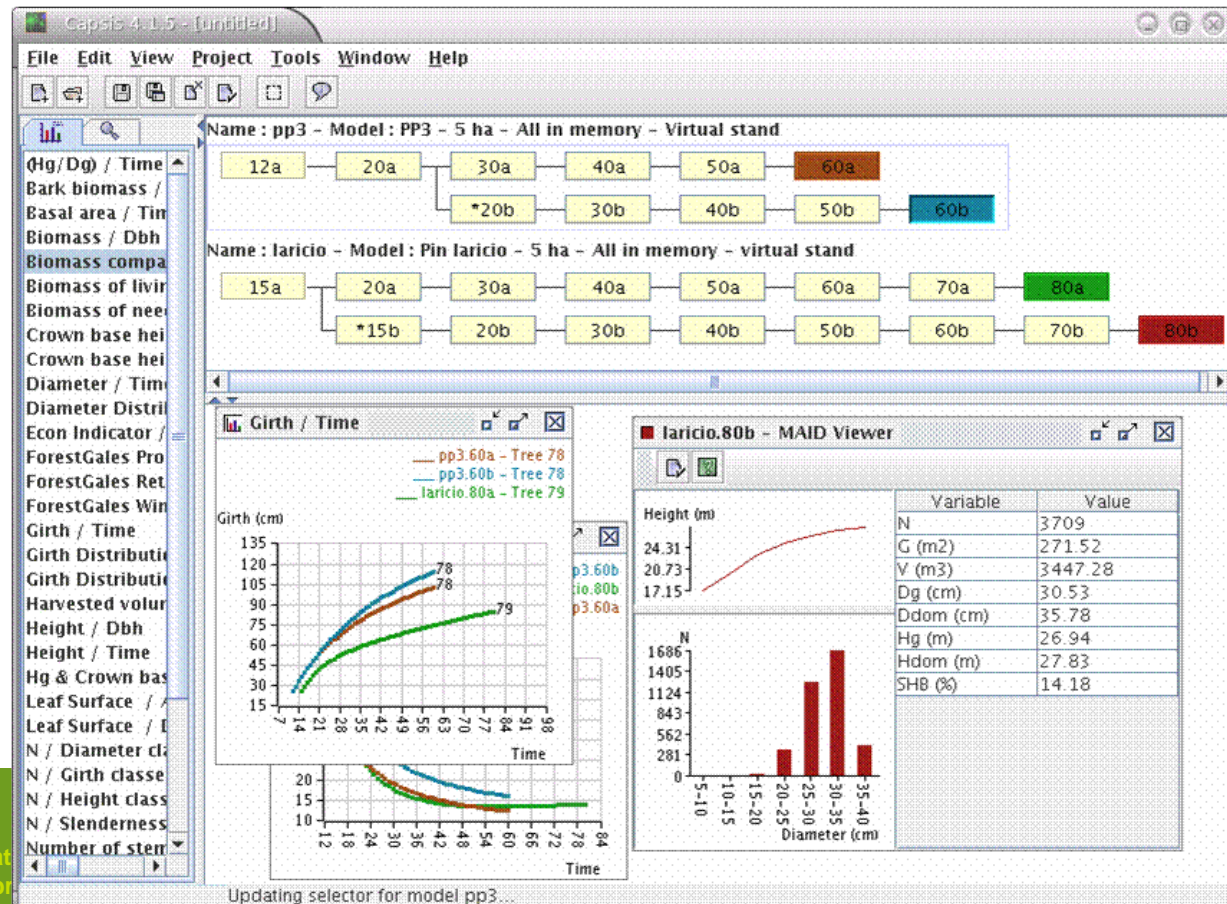 Capsis 4.1.5 - [untitled]
File Edit View Project Tools Window Help
Name : pp3 - Model : PP3 - 5 ha - All in memory - Virtual stand
12a 20a 30a 40a 50a 60a
*20b 30b 40b 50b 60b
Name : laricio - Model : Pin laricio - 5 ha - All in memory - virtual stand
15a 20a 30a 40a 50a 60a 70a 80a
*15b 20b 30b 40b 50b 60b 70b 80b
(Hg/Dg) / Time
Bark biomass /
Basal area / Tim
Biomass / Dbh
Biomass compa
Biomass of livin
Biomass of nee
Crown base hei
Crown base hei
Diameter / Tim
Diameter Distri
Econ Indicator /
ForestGales Pro
ForestGales Ret
ForestGales Win
Girth / Time
Girth Distributi
Girth Distributi
Harvested volu
Height / Dbh
Height / Time
Hg & Crown bas
Leaf Surface /
Leaf Surface /
N / Diameter cl
N / Girth classe
N / Height class
N / Slenderness
Number of stem
Girth / Time
pp3.60a - Tree 78
pp3.60b - Tree 78
laricio.80a - Tree 79
Girth (cm)
135
120
105
90
75
60
45
30
15
78
78
79
7 14 21 28 35 42 49 56 63 70 77 84 91 98
Time
p3.60b
cio.80b
p3.60a
20
15
10
12 18 24 30 36 42 48 54 60 66 72 78 84
Time
laricio.80b - MAID Viewer
Height (m)
24.31
20.73
17.15
N
1686
1405
1124
843
562
281
0
5-10 10-15 15-20 20-25 25-30 30-35 35-40
Diameter (cm)
Variable Value
N 3709
G (m2) 271.52
V (m3) 3447.28
Dg (cm) 30.53
Ddom (cm) 35.78
Hg (m) 26.94
Hdom (m) 27.83
SHB (%) 14.18
Updating selector for model pp3...